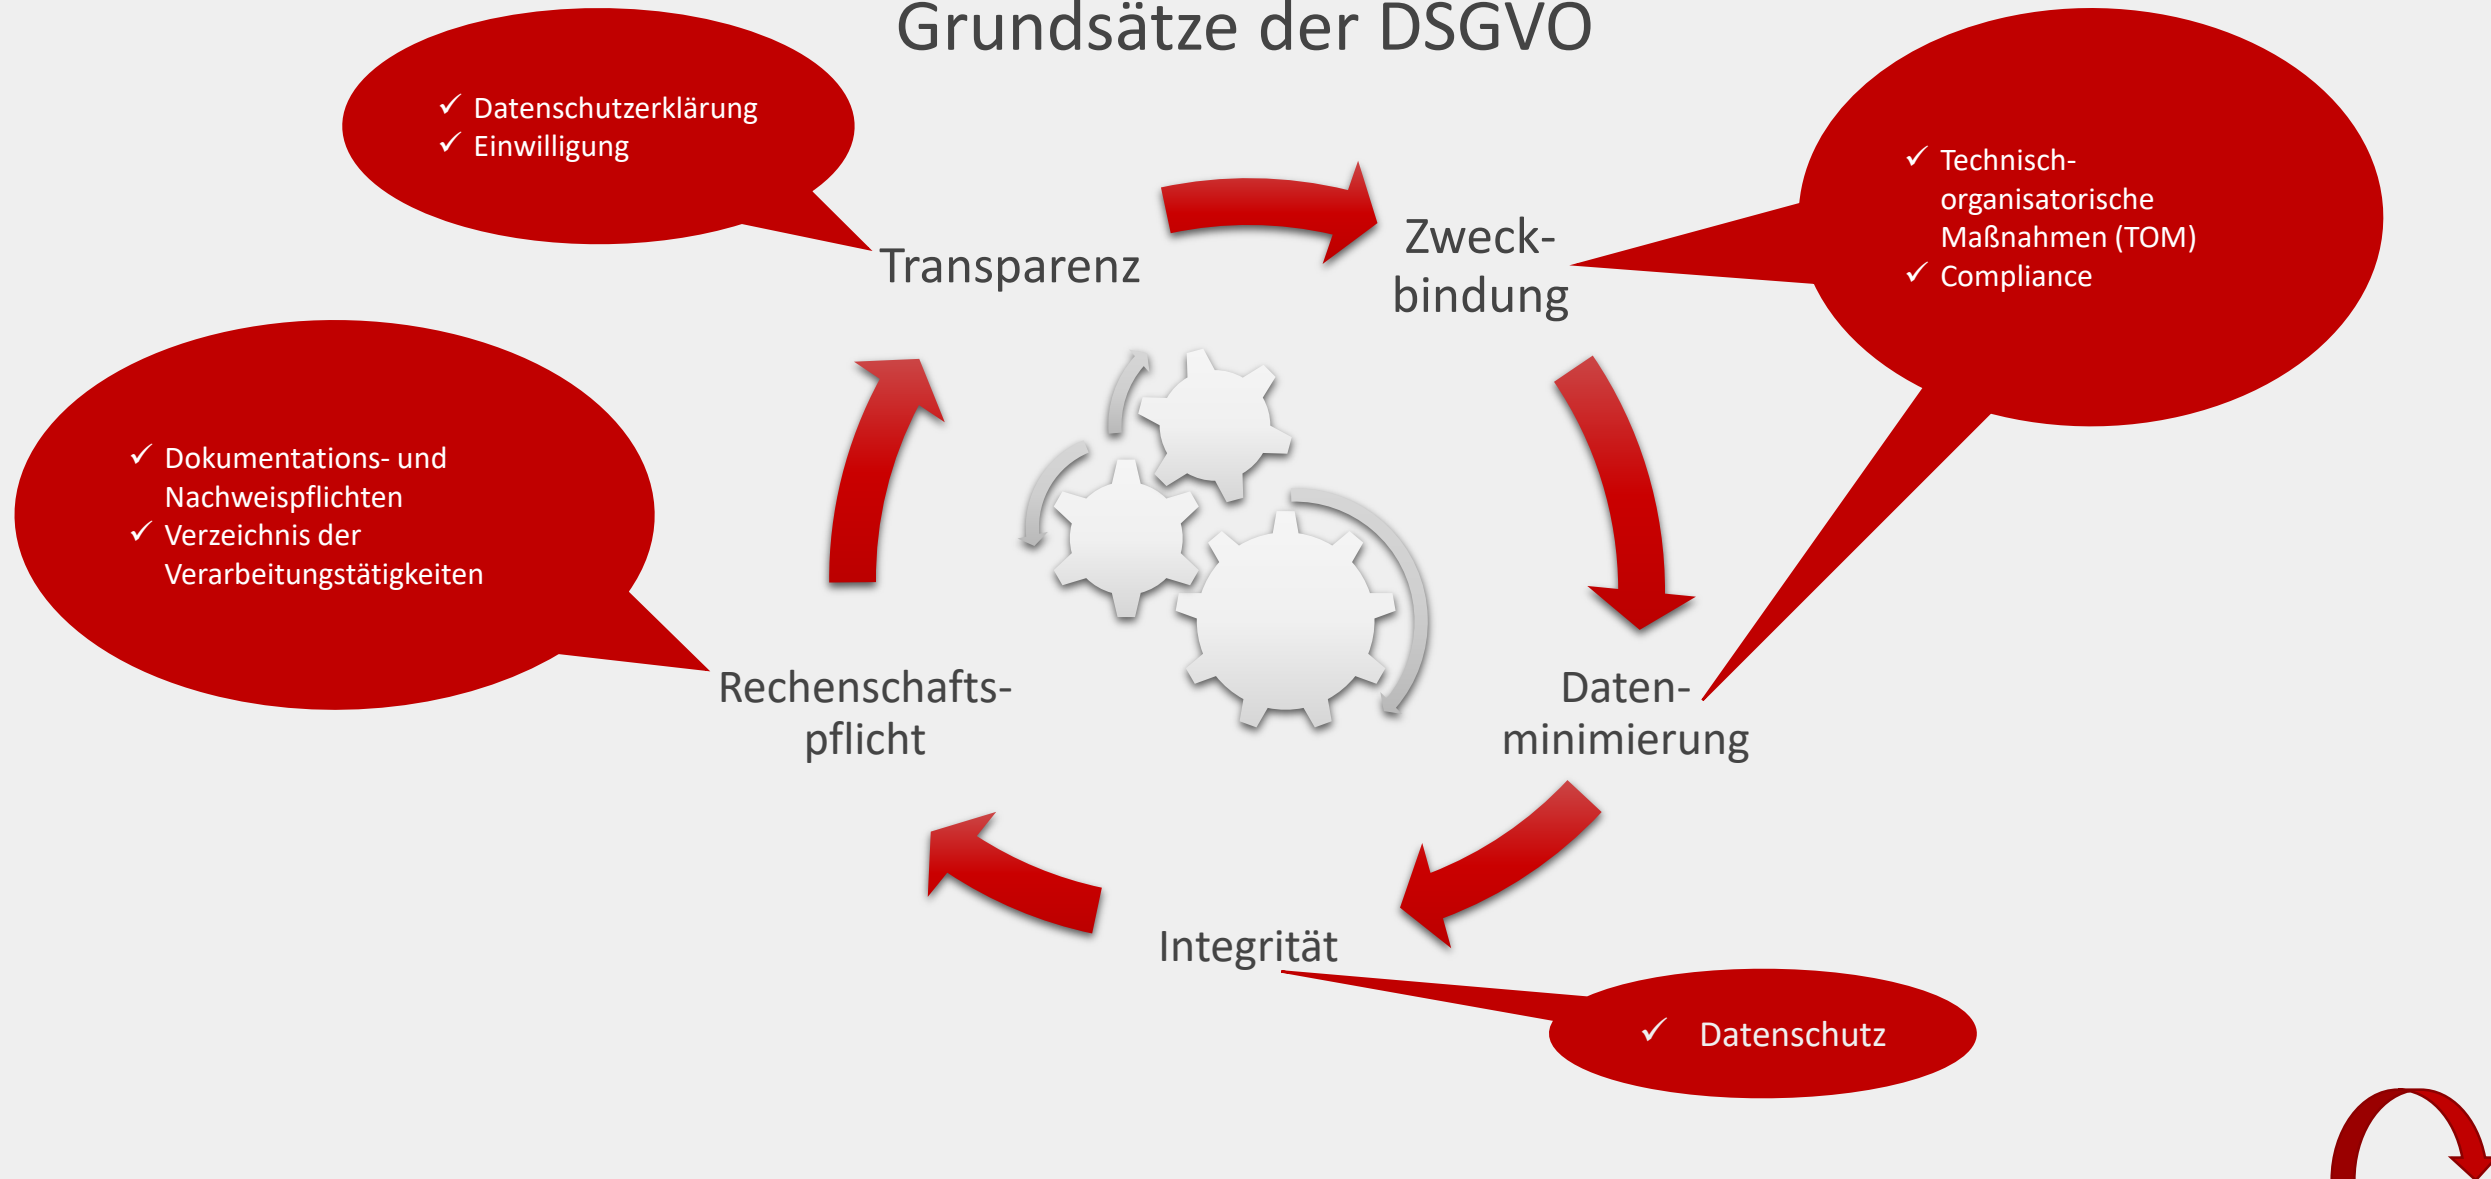 Grundsätze der DSGVO
✓ Datenschutzerklärung
✓ Einwilligung
✓ Technisch-
organisatorische
Maßnahmen (TOM)
✓ Compliance
Transparenz
Zweck-
bindung
✓ Dokumentations- und
Nachweispflichten
✓ Verzeichnis der
Verarbeitungstätigkeiten
Rechenschafts-
pflicht
Daten-
minimierung
Integrität
✓ Datenschutz